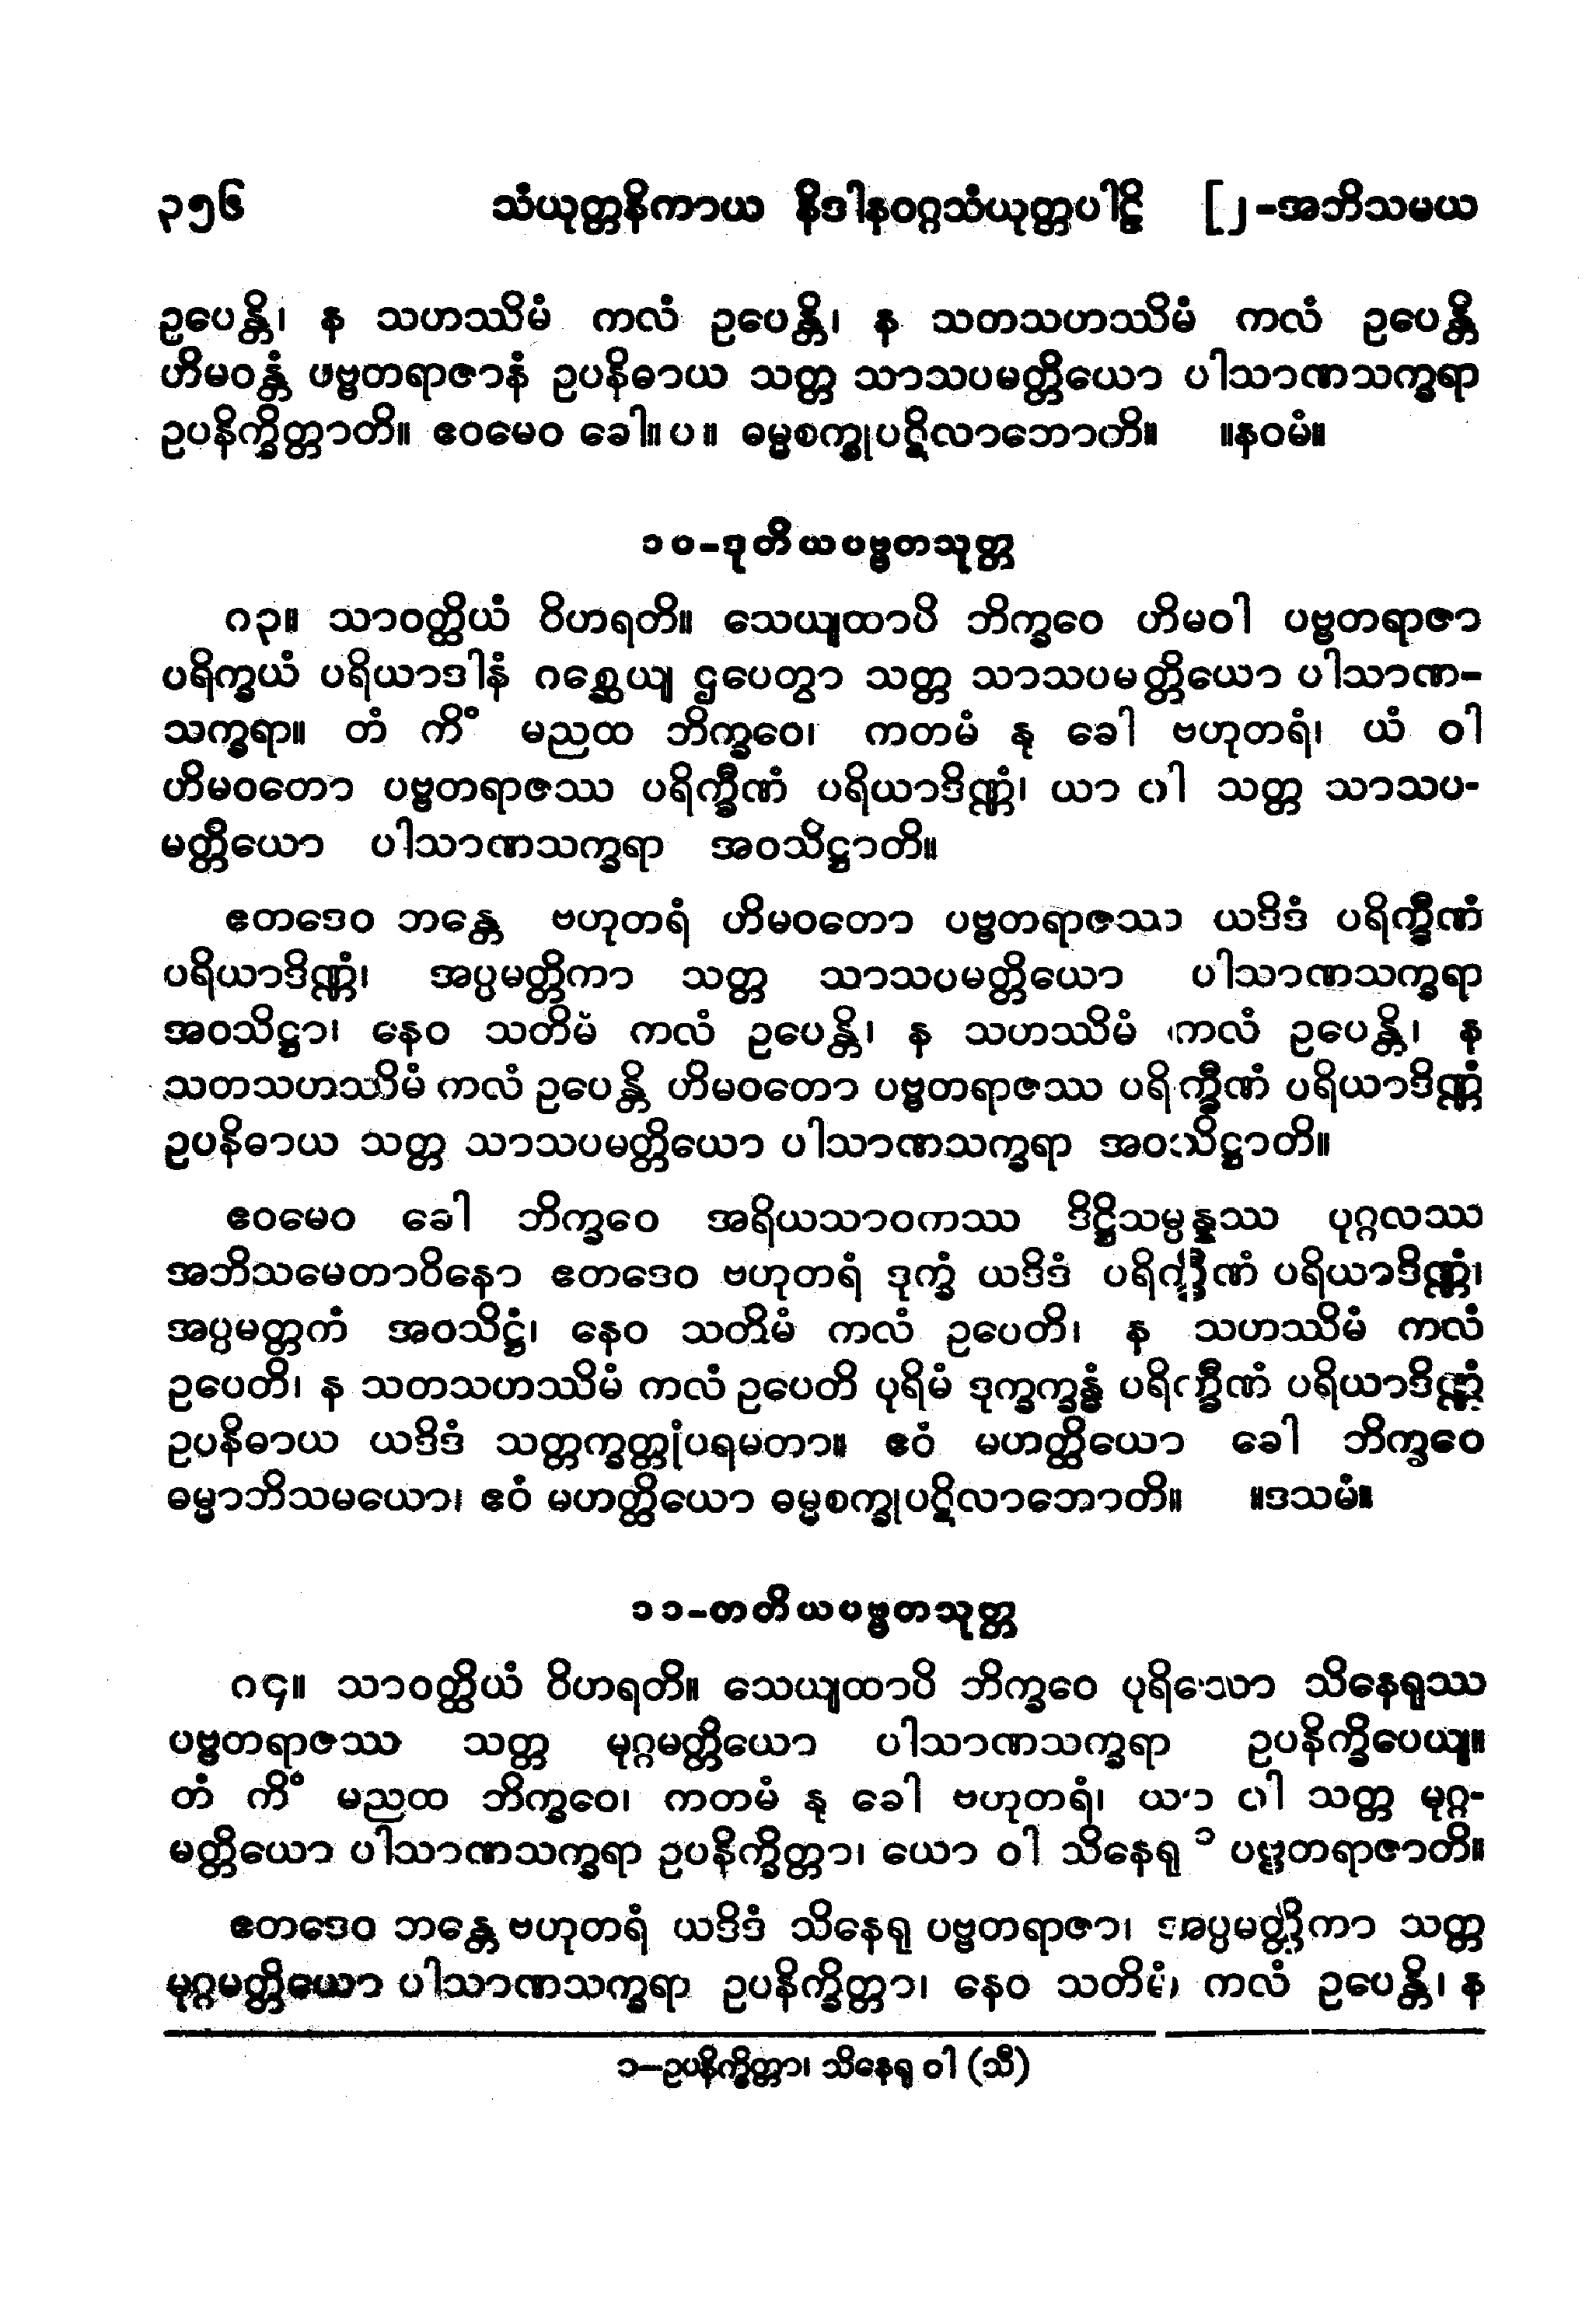 ၃၅၆ သံယုတ္တနိကာယ နိဒါနဝဂ္ဂသံယုတ္တပါဠိ [၂-အဘိသမယ
ဥပေန္တိ၊ န သဟဿိမံ ကလံ ဥပေန္တိ၊ န သတသဟဿိမံ ကလံ ဥပေန္တိ
ဟိမဝန္တံ ဖဗ္ဗတရာဇာနံ ဥပနိဓာယ သတ္တ သာသပမတ္တိယော ပါသာဏသက္ခရာ
ဥပနိက္ခိတ္တာတိ။ ဧဝမေဝ ခေါ။ ပ။ ဓမ္မစက္ခုပဋိလာဘောတိ။ ။နဝမံ။
၁၀-ဒုတိယပဗ္ဗတသုတ္တ
ဂ၃။ သာဝတ္ထိယံ ဝိဟရတိ။ သေယျထာပိ ဘိက္ခဝေ ဟိမဝါ ပဗ္ဗတရာဇာ
ပရိက္ခယံ ပရိယာဒါနံ ဂစ္ဆေယျ ဌပေတွာ သတ္တ သာသပမတ္တိယော ပါသာဏ-
သက္ခရာ။ တံ ကိံ မညထ ဘိက္ခဝေ၊ ကတမံ နု ခေါ ဗဟုတရံ၊ ယံ ဝါ
ဟိမဝတော ပဗ္ဗတရာဇဿ ပရိက္ခီဏံ ပရိယာဒိဏ္ဏံ၊ ယာ ဝါ သတ္တ သာသပ-
မတ္တိယော ပါသာဏသက္ခရာ အဝသိဋ္ဌာတိ။
ဧတဒေဝ ဘန္တေ ဗဟုတရံ ဟိမဝတော ပဗ္ဗတရာဇဿ ယဒိဒံ ပရိက္ခီဏံ
ပရိယာဒိဏ္ဏံ၊ အပ္ပမတ္တိကာ သတ္တ သာသပမတ္တိယော ပါသာဏသက္ခရာ
အဝသိဋ္ဌာ၊ နေဝ သတိမံ ကလံ ဥပေန္တိ၊ န သဟဿိမံ ကလံ ဥပေန္တိ၊ န
သတသဟဿိမံ ကလံ ဥပေန္တိ ဟိမဝတော ပဗ္ဗတရာဇဿ ပရိက္ခီဏံ ပရိယာဒိဏ္ဏံ
ဥပနိဓာယ သတ္တ သာသပမတ္တိယော ပါသာဏသက္ခရာ အဝသိဋ္ဌာတိ။
ဧဝမေဝ ခေါ ဘိက္ခဝေ အရိယသာဝကဿ ဒိဋ္ဌိသမ္ပန္နဿ ပုဂ္ဂလဿ
အဘိသမေတာဝိနော ဧတဒေဝ ဗဟုတရံ ဒုက္ခံ ယဒိဒံ ပရိက္ခီဏံ ပရိယာဒိဏ္ဏံ၊
အပ္ပမတ္တကံ အဝသိဋ္ဌံ၊ နေဝ သတိမံ ကလံ ဥပေတိ၊ န သဟဿိမံ ကလံ
ဥပေတိ၊ န သတသဟဿိမံ ကလံ ဥပေတိ ပုရိမံ ဒုက္ခက္ခန္ဓံ ပရိက္ခီဏံ ပရိယာဒိဏ္ဏံ
ဥပနိဓာယ ယဒိဒံ သတ္တက္ခတ္တုံပရမတာ။ ဧဝံ မဟတ္ထိယော ခေါ ဘိက္ခဝေ
ဓမ္မာဘိသမယော၊ ဧဝံ မဟတ္ထိယော ဓမ္မစက္ခုပဋိလာဘောတိ။ ။ဒသမံ။
၁၁-တတိယပဗ္ဗတသုတ္တ
ဂ၄။ သာဝတ္ထိယံ ဝိဟရတိ။ သေယျထာပိ ဘိက္ခဝေ ပုရိသော သိနေရုဿ
ပဗ္ဗတရာဇဿ သတ္တ မုဂ္ဂမတ္တိယော ပါသာဏသက္ခရာ ဥပနိက္ခိပေယျ။
တံ ကိံ မညထ ဘိက္ခဝေ၊ ကတမံ နု ခေါ ဗဟုတရံ၊ ယာ ဝါ သတ္တ မုဂ္ဂ-
မတ္တိယော ပါသာဏသက္ခရာ ဥပနိက္ခိတ္တာ၊ ယော ဝါ သိနေရု ၁ ပဗ္ဗတရာဇာတိ။
ဧတဒေဝ ဘန္တေ ဗဟုတရံ ယဒိဒံ သိနေရု ပဗ္ဗတရာဇာ၊ အပ္ပမတ္တိကာ သတ္တ
မုဂ္ဂမတ္တိယော ပါသာဏသက္ခရာ ဥပနိက္ခိတ္တာ၊ နေဝ သတိမံ ကလံ ဥပေန္တိ၊ န
၁-ဥပနိက္ခိတ္တာ၊ သိနေရု ဝါ (သီ)